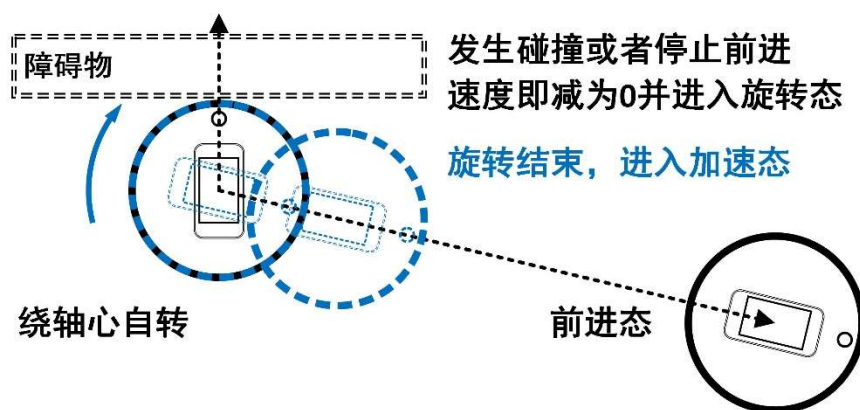 障碍物
发生碰撞或者停止前进
速度即减为0并进入旋转态
旋转结束，进入加速态
绕轴心自转
前进态